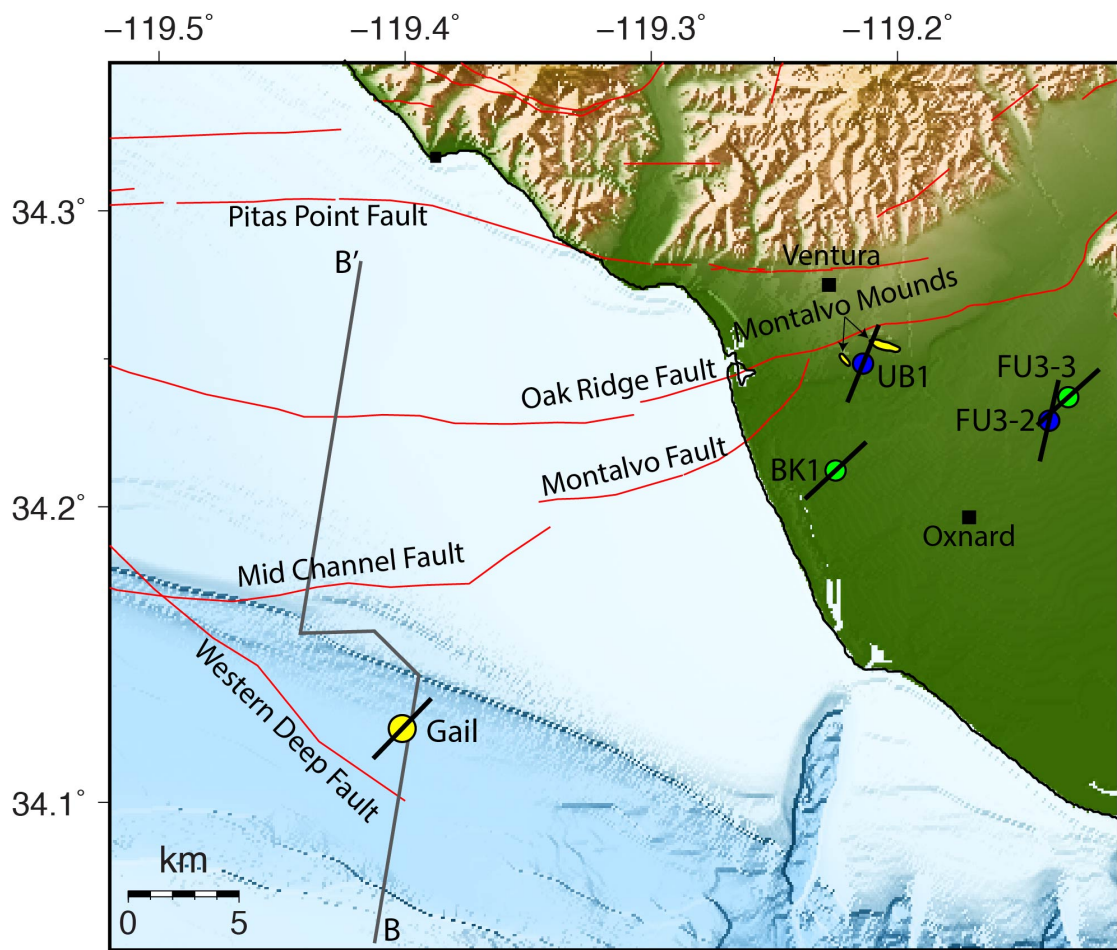 −119.5˚
−119.4˚
−119.3˚
−119.2˚
34.3˚
34.2˚
34.1˚
Pitas Point Fault
B'
Ventura
Montalvo Mounds
Oak Ridge Fault
UB1
FU3-3
FU3-2
Montalvo Fault
BK1
Oxnard
Mid Channel Fault
Western Deep Fault
Gail
km
0 5
B